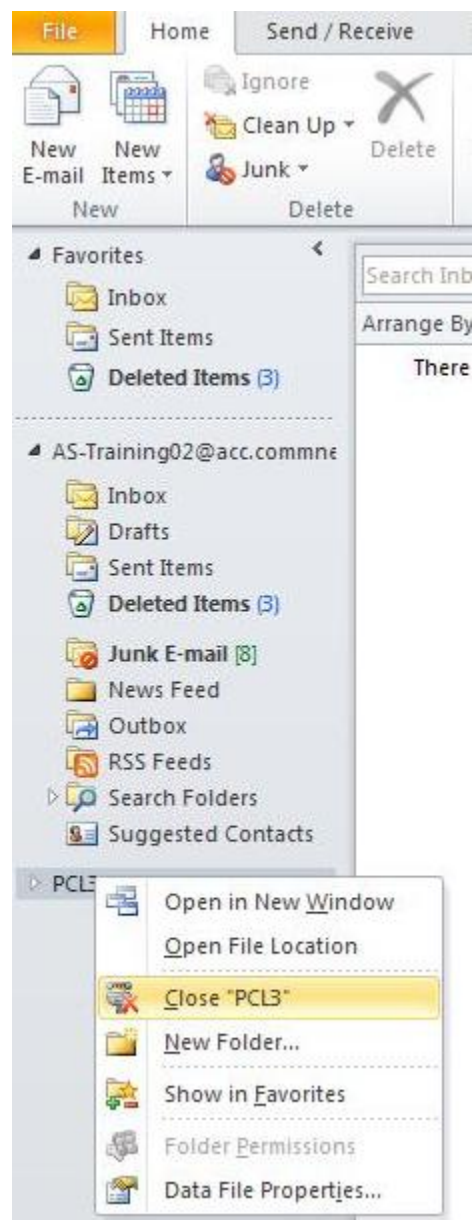 File Home Send / Receive
Ignore
Clean Up
Junk
New E-mail
New Items
Delete
New
Delete
Favorites
Inbox
Sent Items
Deleted Items (3)
Search Inb
Arrange By
There
AS-Training02@acc.commne
Inbox
Drafts
Sent Items
Deleted Items (3)
Junk E-mail [8]
News Feed
Outbox
RSS Feeds
Search Folders
Suggested Contacts
PCL3
Open in New Window
Open File Location
Close "PCL3"
New Folder...
Show in Favorites
Folder Permissions
Data File Properties...